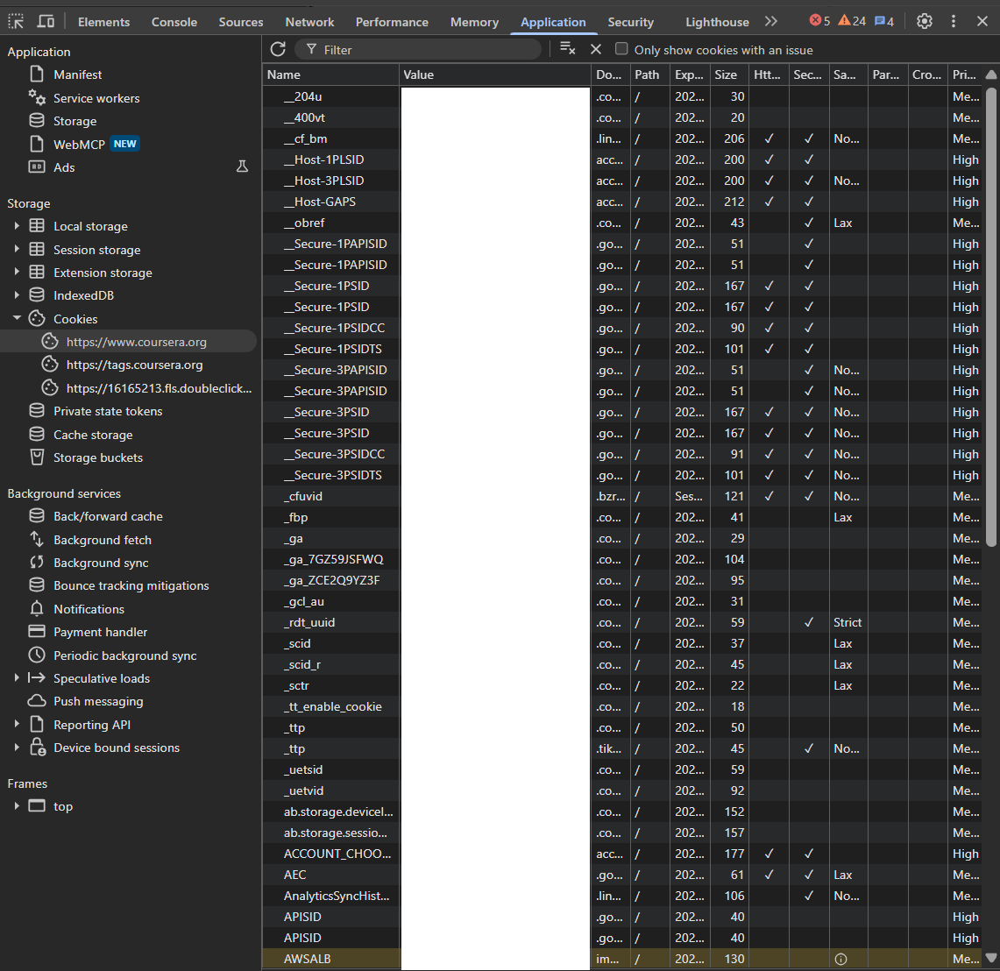 Elements Console Sources Network Performance Memory Application Security Lighthouse 5 24 4
Application
Manifest
Service workers
Storage
WebMCP NEW
Ads
Storage
Local storage
Session storage
Extension storage
IndexedDB
Cookies
https://www.coursera.org
https://tags.coursera.org
https://16165213.fls.doubleclick...
Private state tokens
Cache storage
Storage buckets
Background services
Back/forward cache
Background fetch
Background sync
Bounce tracking mitigations
Notifications
Payment handler
Periodic background sync
Speculative loads
Push messaging
Reporting API
Device bound sessions
Frames
top
Filter Only show cookies with an issue
Name Value Do... Path Exp... Size Htt... Sec... Sa... Par... Cro... Pri...
__204u .co... / 202... 30 Me...
__400vt .co... / 202... 20 Me...
__cf_bm .lin... / 202... 206 ✓ ✓ No... Me...
__Host-1PLSID acc... / 202... 200 ✓ ✓ High
__Host-3PLSID acc... / 202... 200 ✓ ✓ No... High
__Host-GAPS acc... / 202... 212 ✓ ✓ High
__obref .co... / 202... 43 ✓ Lax Me...
__Secure-1PAPISID .go... / 202... 51 ✓ High
__Secure-1PAPISID .go... / 202... 51 ✓ High
__Secure-1PSID .go... / 202... 167 ✓ ✓ High
__Secure-1PSID .go... / 202... 167 ✓ ✓ High
__Secure-1PSIDCC .go... / 202... 90 ✓ ✓ High
__Secure-1PSIDTS .go... / 202... 101 ✓ ✓ High
__Secure-3PAPISID .go... / 202... 51 ✓ No... High
__Secure-3PAPISID .go... / 202... 51 ✓ No... High
__Secure-3PSID .go... / 202... 167 ✓ ✓ No... High
__Secure-3PSID .go... / 202... 167 ✓ ✓ No... High
__Secure-3PSIDCC .go... / 202... 91 ✓ ✓ No... High
__Secure-3PSIDTS .go... / 202... 101 ✓ ✓ No... High
_cfuvid .bzr... / Ses... 121 ✓ ✓ No... Me...
_fbp .co... / 202... 41 Lax Me...
_ga .co... / 202... 29 Me...
_ga_7GZ59JSFWQ .co... / 202... 104 Me...
_ga_ZCE2Q9YZ3F .co... / 202... 95 Me...
_gcl_au .co... / 202... 31 Me...
_rdt_uuid .co... / 202... 59 ✓ Strict Me...
_scid .co... / 202... 37 Lax Me...
_scid_r .co... / 202... 45 Lax Me...
_sctr .co... / 202... 22 Lax Me...
_tt_enable_cookie .co... / 202... 18 Me...
_ttp .co... / 202... 50 Me...
_ttp .tik... / 202... 45 ✓ No... Me...
_uetsid .co... / 202... 59 Me...
_uetvid .co... / 202... 92 Me...
ab.storage.deviceI... .co... / 202... 152 Me...
ab.storage.sessio... .co... / 202... 157 Me...
ACCOUNT_CHOO... acc... / 202... 177 ✓ ✓ High
AEC .go... / 202... 61 ✓ ✓ Lax Me...
AnalyticsSyncHist... .lin... / 202... 106 ✓ No... Me...
APISID .go... / 202... 40 High
APISID .go... / 202... 40 High
AWSALB im... / 202... 130 Me...